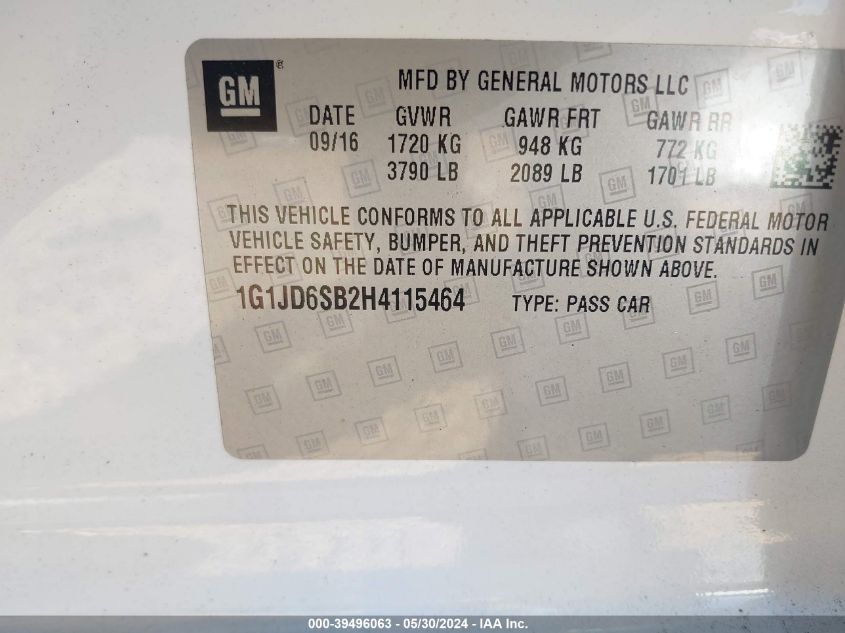 GM®
MFD BY GENERAL MOTORS LLC
DATE GVWR GAWR FRT GAWR RR
09/16 1720 KG 948 KG 772 KG
3790 LB 2089 LB 1701 LB
THIS VEHICLE CONFORMS TO ALL APPLICABLE U.S. FEDERAL MOTOR
VEHICLE SAFETY, BUMPER, AND THEFT PREVENTION STANDARDS IN
EFFECT ON THE DATE OF MANUFACTURE SHOWN ABOVE.
1G1JD6SB2H4115464 TYPE: PASS CAR
000-39496063 - 05/30/2024 - IAA Inc.